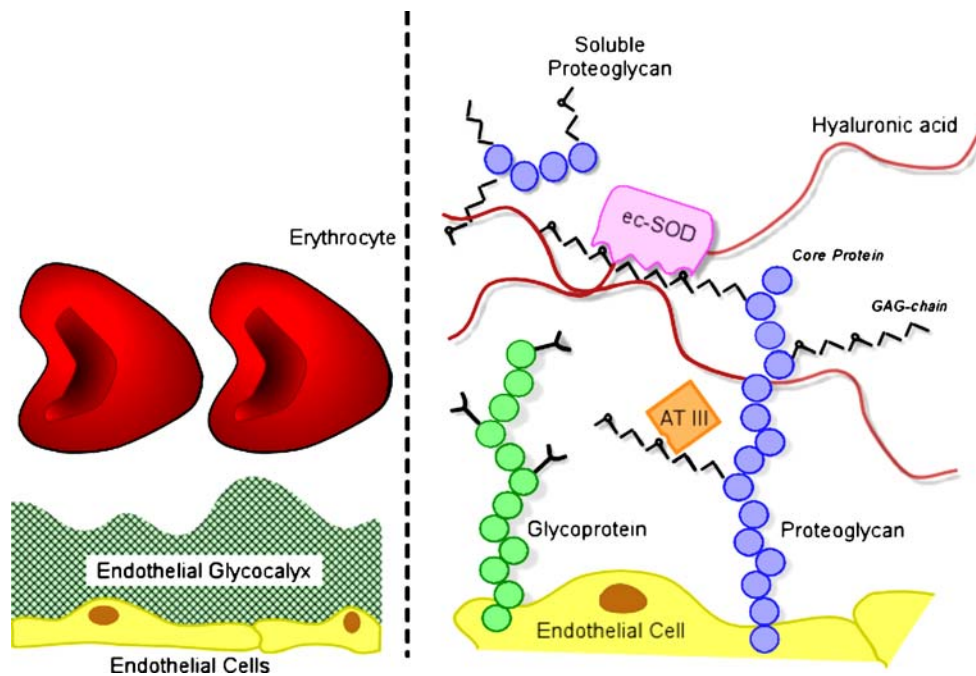 Erythrocyte
Endothelial Glycocalyx
Endothelial Cells
Soluble
Proteoglycan
Hyaluronic acid
ec-SOD
Core Protein
GAG-chain
AT III
Glycoprotein
Proteoglycan
Endothelial Cell